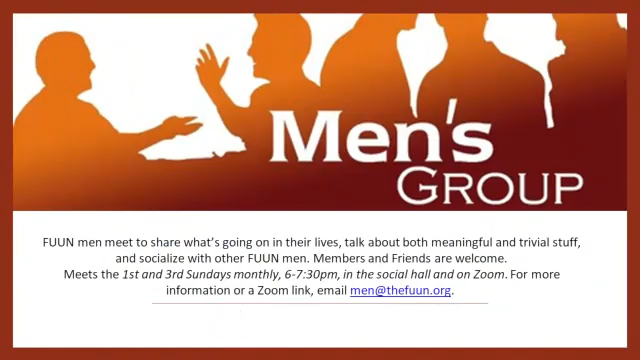 Men's
GROUP
FUUN men meet to share what's going on in their lives, talk about both meaningful and trivial stuff,
and socialize with other FUUN men. Members and Friends are welcome.
Meets the 1st and 3rd Sundays monthly, 6-7:30pm, in the social hall and on Zoom. For more
information or a Zoom link, email men@thefuun.org.